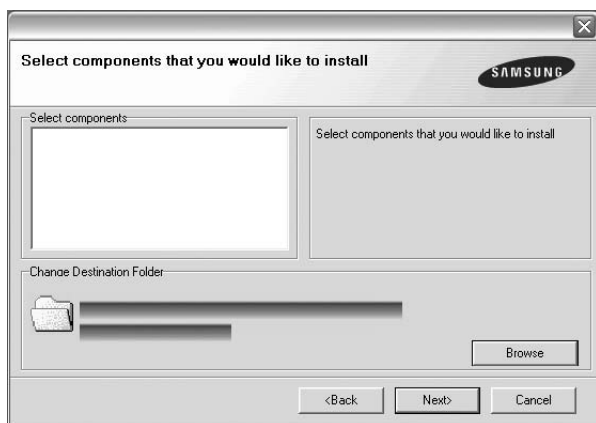 Select components that you would like to install
SAMSUNG
Select components
Select components that you would like to install
Change Destination Folder
Browse
<Back
Next>
Cancel